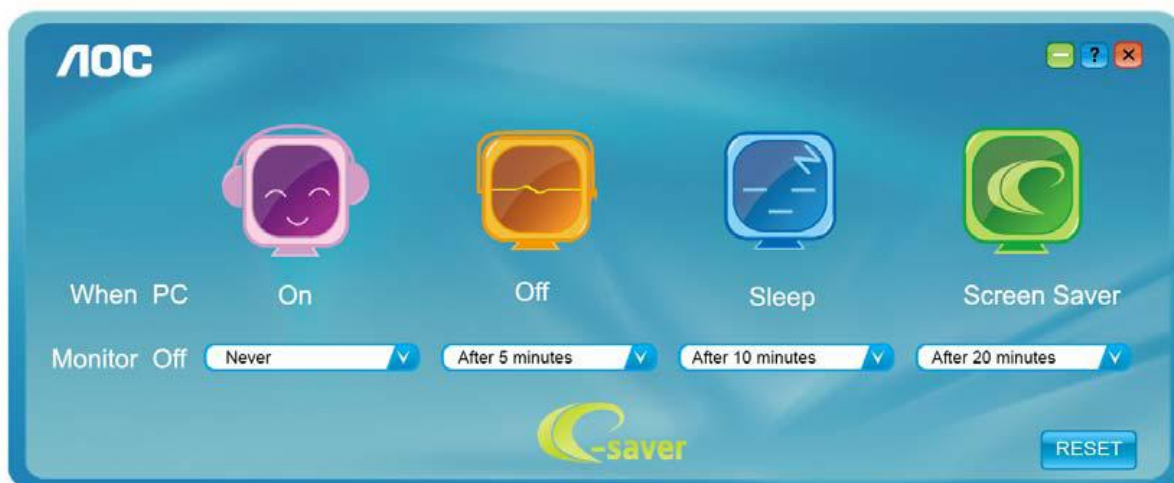 AOC
?
When PC On Off Sleep Screen Saver
Monitor Off Never After 5 minutes After 10 minutes After 20 minutes
e-saver
RESET